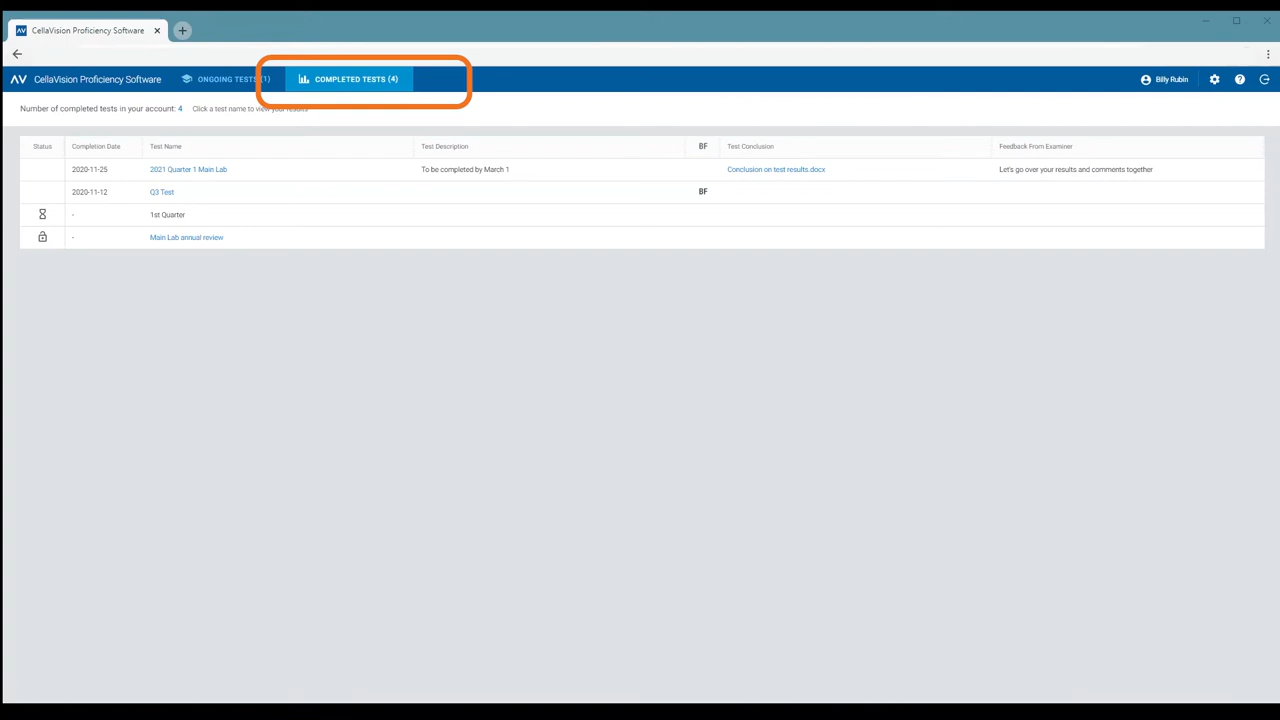 CellaVision Proficiency Software
CellaVision Proficiency Software ONGOING TESTS (1) COMPLETED TESTS (4) Billy Rubin
Number of completed tests in your account: 4 Click a test name to view your results
Status Completion Date Test Name Test Description BF Test Conclusion Feedback From Examiner
2020-11-25 2021 Quarter 1 Main Lab To be completed by March 1 Conclusion on test results.docx Let's go over your results and comments together
2020-11-12 Q3 Test BF
- 1st Quarter
- Main Lab annual review